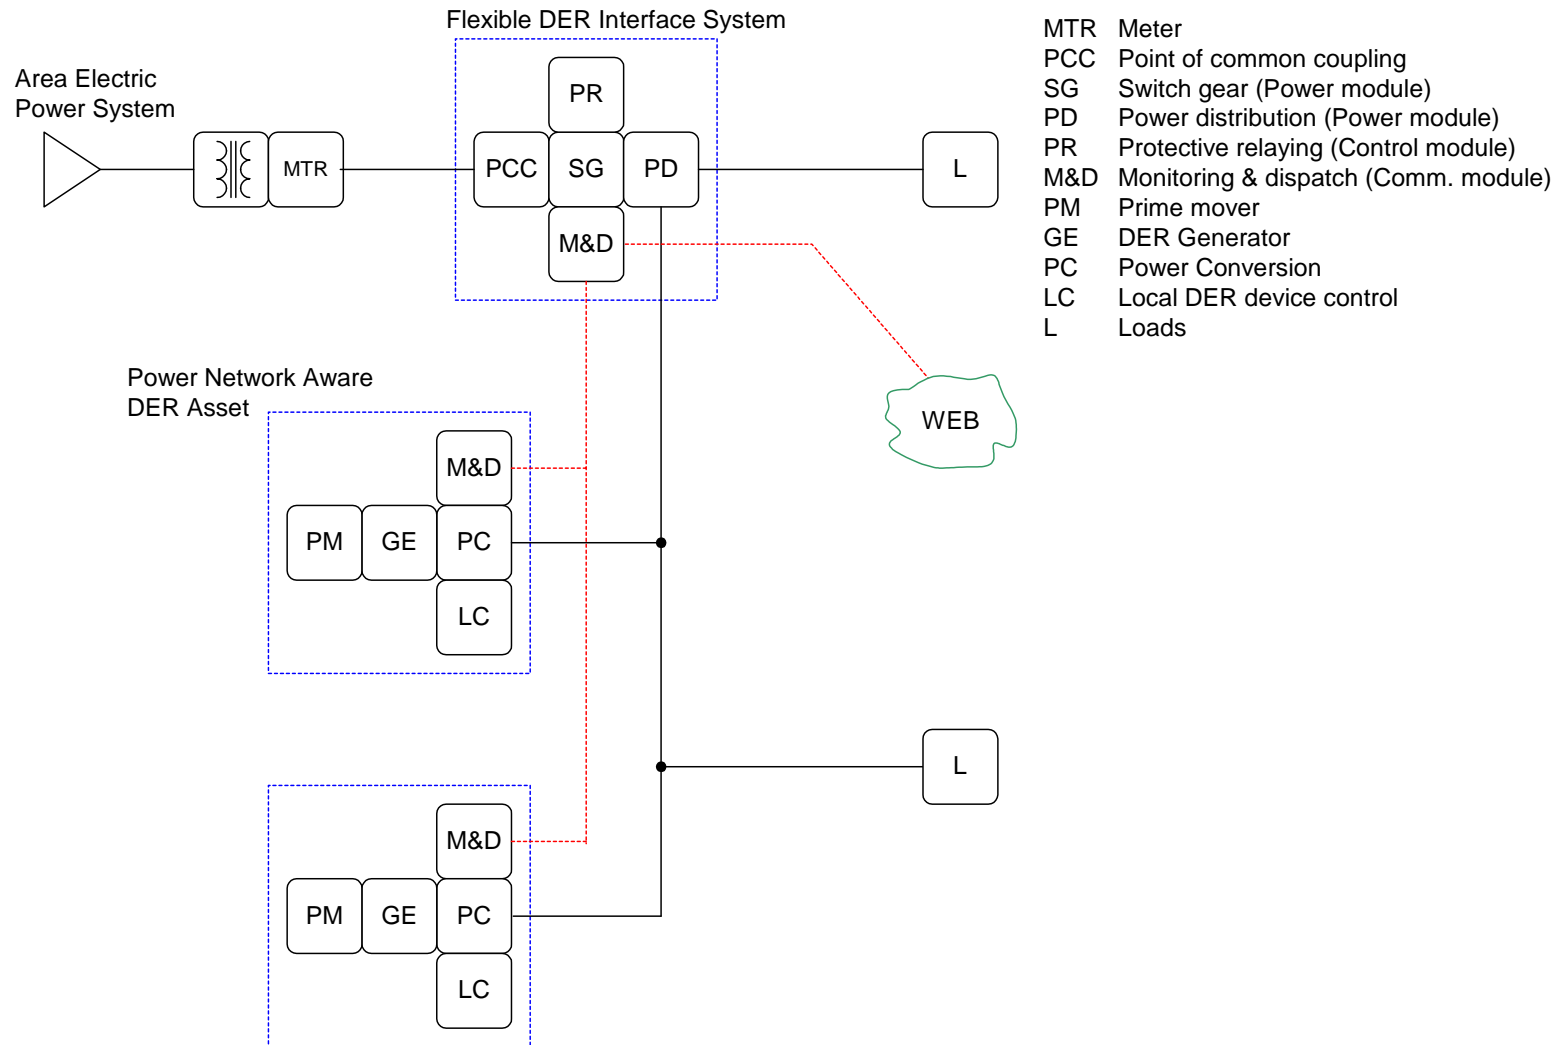 Flexible DER Interface System
Area Electric
Power System
MTR
PR
PCC
SG
PD
M&D
L
MTR Meter
PCC Point of common coupling
SG Switch gear (Power module)
PD Power distribution (Power module)
PR Protective relaying (Control module)
M&D Monitoring & dispatch (Comm. module)
PM Prime mover
GE DER Generator
PC Power Conversion
LC Local DER device control
L Loads
WEB
Power Network Aware
DER Asset
M&D
PM
GE
PC
LC
L
M&D
PM
GE
PC
LC